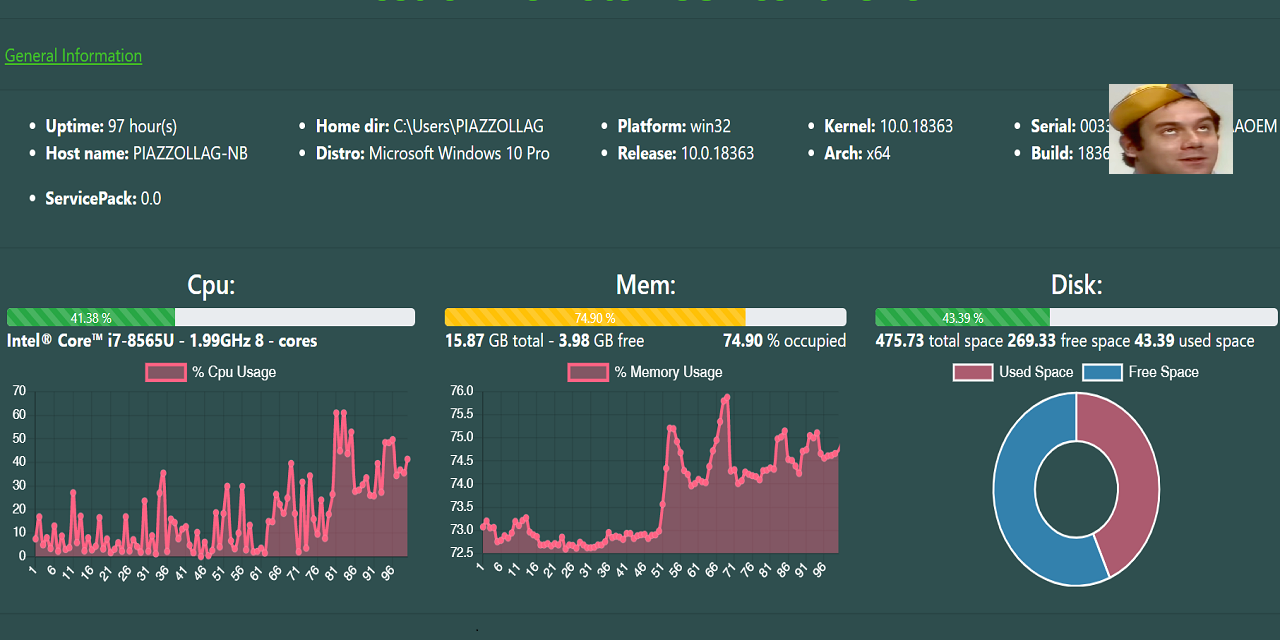 General Information
Uptime: 97 hour(s)
Host name: PIAZZOLLAG-NB
ServicePack: 0.0
Home dir: C:\Users\PIAZZOLLAG
Distro: Microsoft Windows 10 Pro
Platform: win32
Release: 10.0.18363
Kernel: 10.0.18363
Arch: x64
Serial: 0033 AOEM
Build: 1836
Cpu:
41.38 %
Intel® Core™ i7-8565U - 1.99GHz 8 - cores
% Cpu Usage
70
60
50
40
30
20
10
0
1 6 11 16 21 26 31 36 41 46 51 56 61 66 71 76 81 86 91 96
Mem:
74.90 %
15.87 GB total - 3.98 GB free 74.90 % occupied
% Memory Usage
76.0
75.5
75.0
74.5
74.0
73.5
73.0
72.5
1 6 11 16 21 26 31 36 41 46 51 56 61 66 71 76 81 86 91 96
Disk:
43.39 %
475.73 total space 269.33 free space 43.39 used space
Used Space Free Space